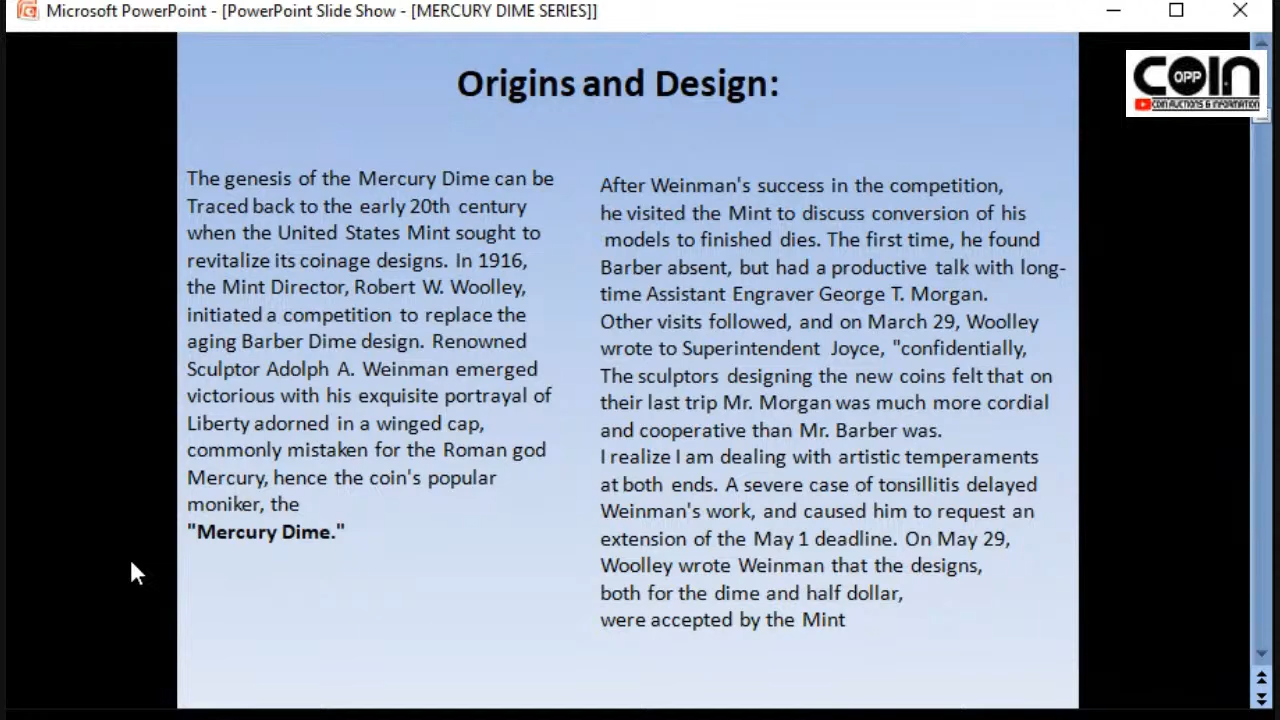 Microsoft PowerPoint - [PowerPoint Slide Show - [MERCURY DIME SERIES]]
COIN
OPP
COIN AUCTIONS & INFORMATION
Origins and Design:
The genesis of the Mercury Dime can be
Traced back to the early 20th century
when the United States Mint sought to
revitalize its coinage designs. In 1916,
the Mint Director, Robert W. Woolley,
initiated a competition to replace the
aging Barber Dime design. Renowned
Sculptor Adolph A. Weinman emerged
victorious with his exquisite portrayal of
Liberty adorned in a winged cap,
commonly mistaken for the Roman god
Mercury, hence the coin's popular
moniker, the
"Mercury Dime."
After Weinman's success in the competition,
he visited the Mint to discuss conversion of his
models to finished dies. The first time, he found
Barber absent, but had a productive talk with long-
time Assistant Engraver George T. Morgan.
Other visits followed, and on March 29, Woolley
wrote to Superintendent Joyce, "confidentially,
The sculptors designing the new coins felt that on
their last trip Mr. Morgan was much more cordial
and cooperative than Mr. Barber was.
I realize I am dealing with artistic temperaments
at both ends. A severe case of tonsillitis delayed
Weinman's work, and caused him to request an
extension of the May 1 deadline. On May 29,
Woolley wrote Weinman that the designs,
both for the dime and half dollar,
were accepted by the Mint